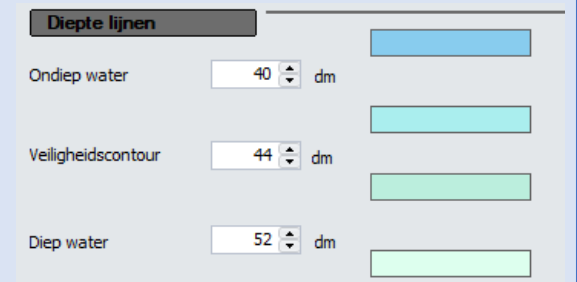 Diepte lijnen
Ondiep water 40 dm
Veiligheidscontour 44 dm
Diep water 52 dm